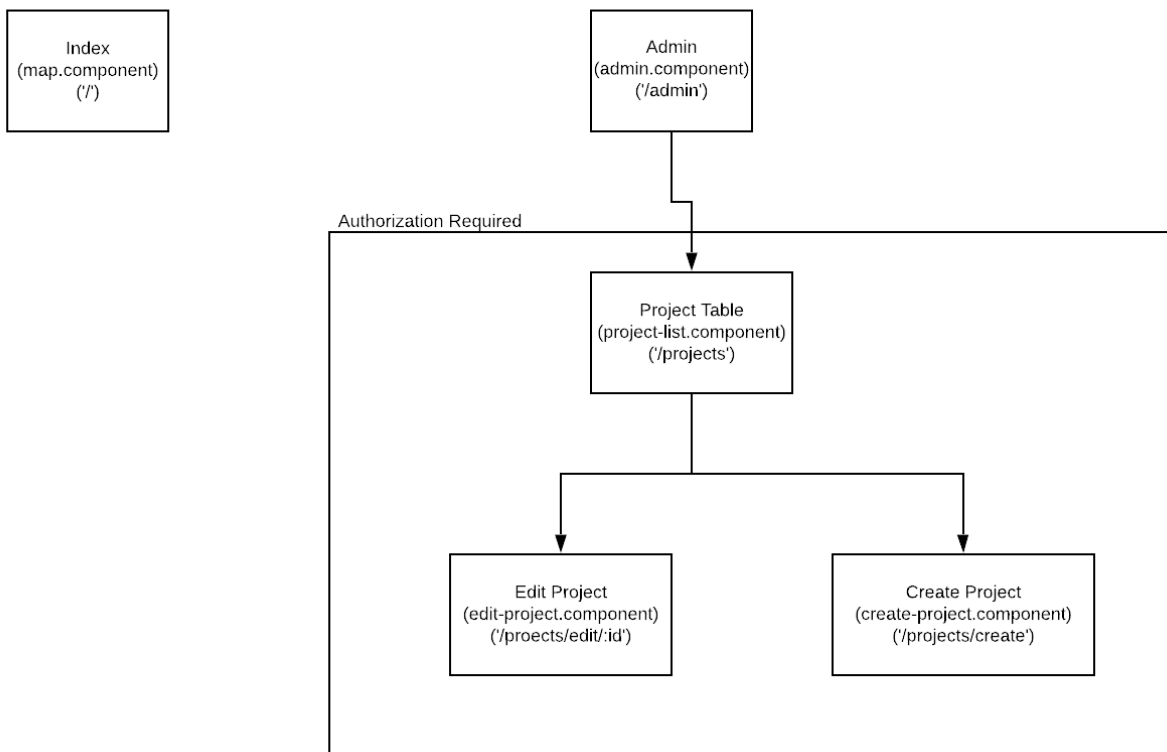 Index
(map.component)
('/')
Admin
(admin.component)
('/admin')
Authorization Required
Project Table
(project-list.component)
('/projects')
Edit Project
(edit-project.component)
('/proects/edit/:id')
Create Project
(create-project.component)
('/projects/create')